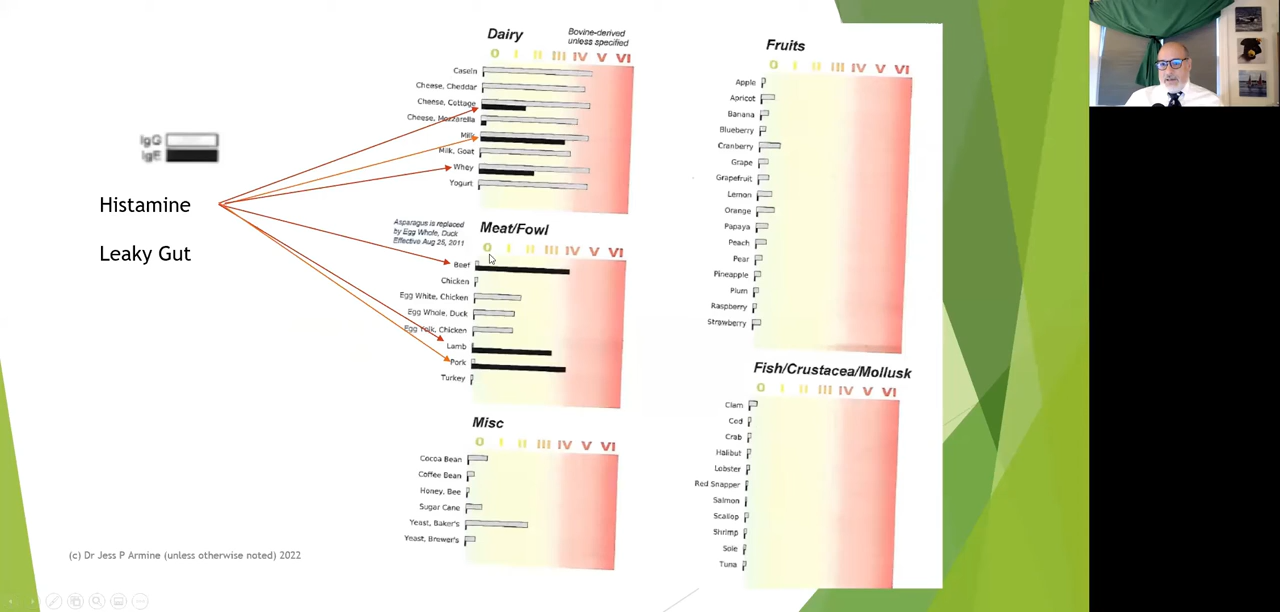 IgG
IgE
Histamine
Leaky Gut
Dairy
Bovine-derived
unless specified
0 I II III IV V VI
Casein
Cheese, Cheddar
Cheese, Cottage
Cheese, Mozzarella
Milk
Milk, Goat
Whey
Yogurt
Asparagus is replaced
by Egg Whole, Duck
Effective Aug 25, 2011
Meat/Fowl
0 I II III IV V VI
Beef
Chicken
Egg White, Chicken
Egg Whole, Duck
Egg Yolk, Chicken
Lamb
Pork
Turkey
Misc
0 I II III IV V VI
Cocoa Bean
Coffee Bean
Honey, Bee
Sugar Cane
Yeast, Baker's
Yeast, Brewer's
Fruits
0 I II III IV V VI
Apple
Apricot
Banana
Blueberry
Cranberry
Grape
Grapefruit
Lemon
Orange
Papaya
Peach
Pear
Pineapple
Plum
Raspberry
Strawberry
Fish/Crustacea/Mollusk
0 I II III IV V VI
Clam
Cod
Crab
Halibut
Lobster
Red Snapper
Salmon
Scallop
Shrimp
Sole
Tuna
(c) Dr Jess P Armine (unless otherwise noted) 2022